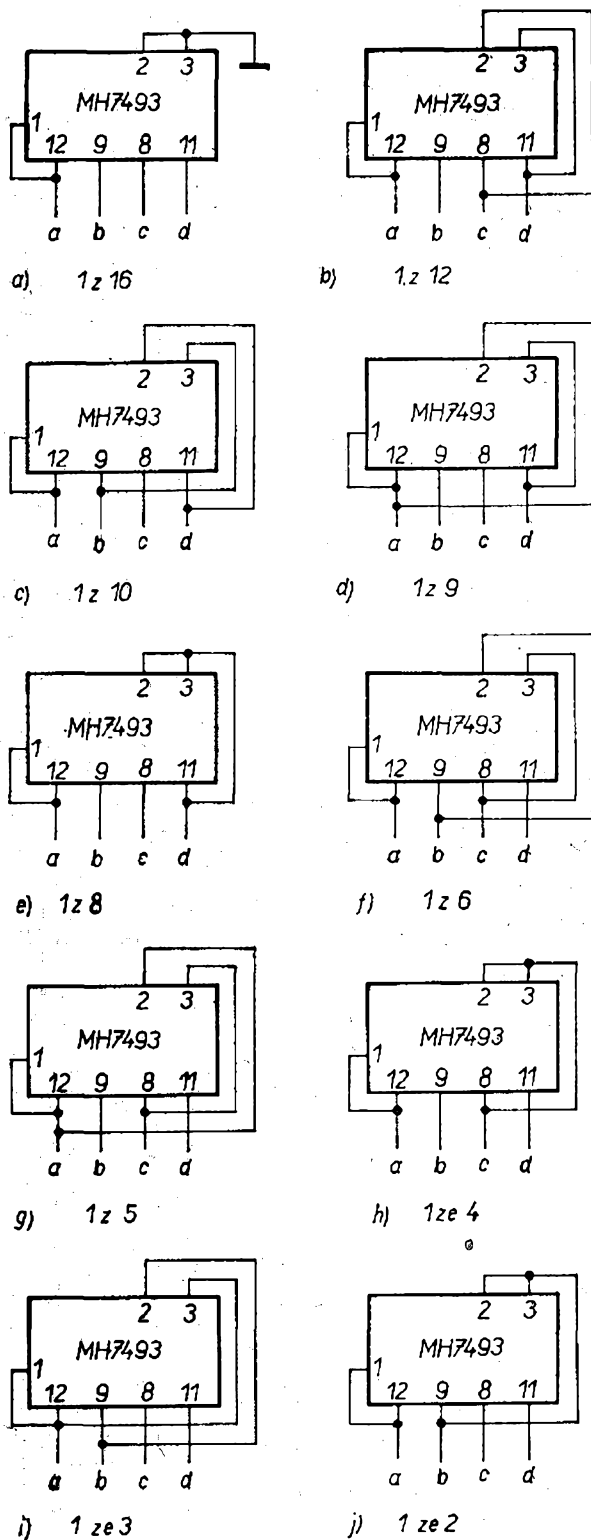 2 3
MH7493
1
12 9 8 11
a b c d
a) 1 z 16
2 3
MH7493
1
12 9 8 11
a b c d
b) 1 z 12
2 3
MH7493
1
12 9 8 11
a b c d
c) 1 z 10
2 3
MH7493
1
12 9 8 11
a b c d
d) 1 z 9
2 3
MH7493
1
12 9 8 11
a b c d
e) 1 z 8
2 3
MH7493
1
12 9 8 11
a b c d
f) 1 z 6
2 3
MH7493
1
12 9 8 11
a b c d
g) 1 z 5
2 3
MH7493
1
12 9 8 11
a b c d
h) 1 ze 4
2 3
MH7493
1
12 9 8 11
a b c d
i) 1 ze 3
2 3
MH7493
1
12 9 8 11
a b c d
j) 1 ze 2